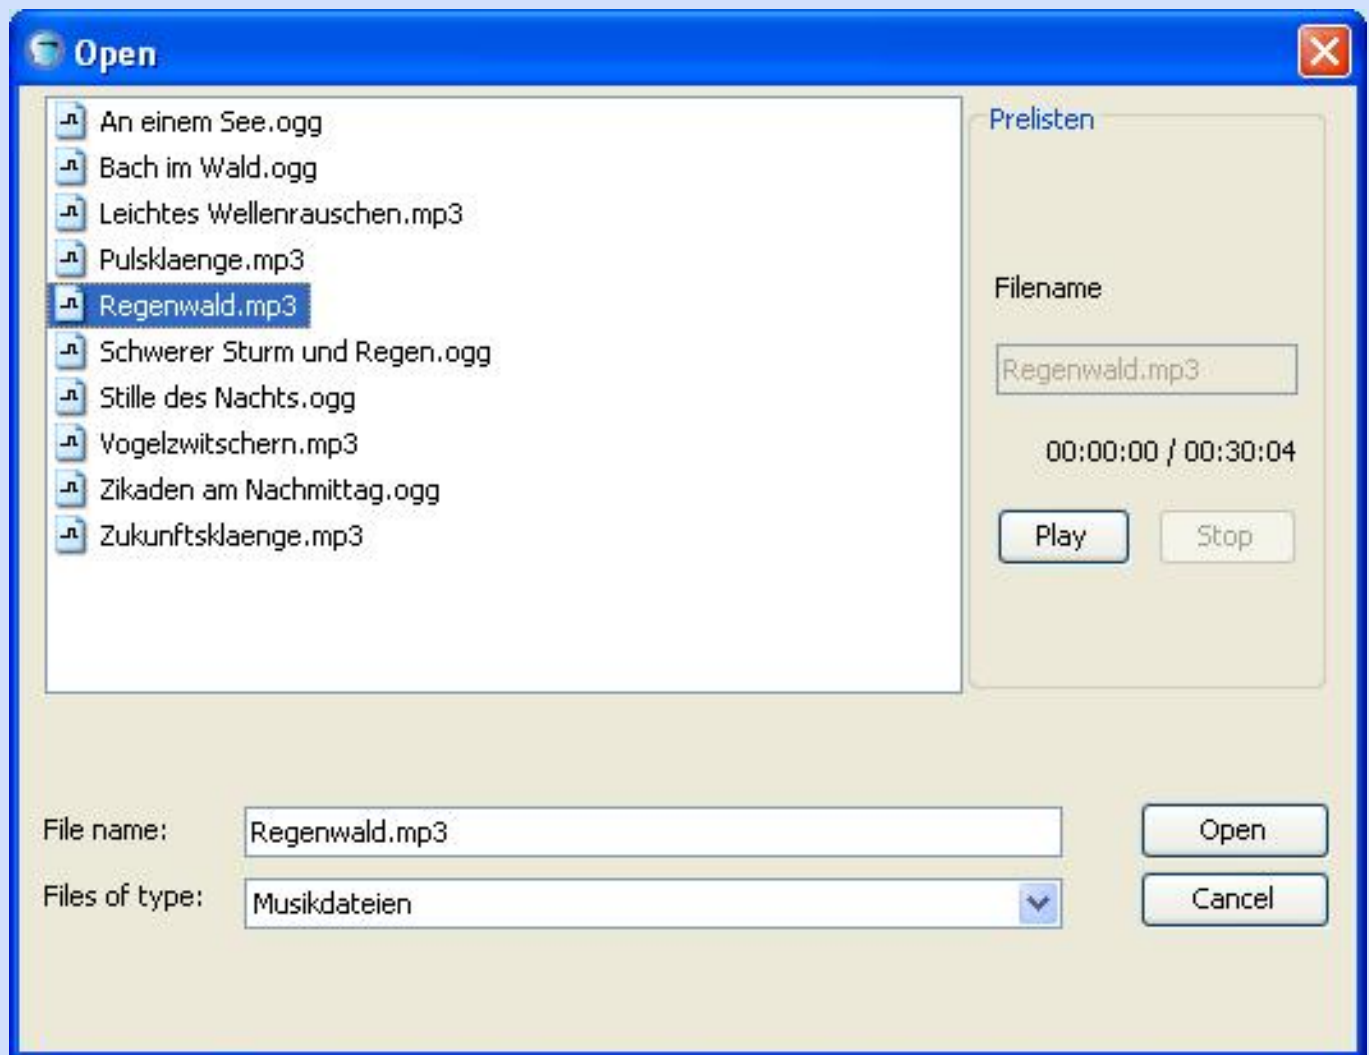 Open
An einem See.ogg
Bach im Wald.ogg
Leichtes Wellenrauschen.mp3
Pulsklaenge.mp3
Regenwald.mp3
Schwerer Sturm und Regen.ogg
Stille des Nachts.ogg
Vogelzwitschern.mp3
Zikaden am Nachmittag.ogg
Zukunftsklaenge.mp3
Prelisten
Filename
Regenwald.mp3
00:00:00 / 00:30:04
Play Stop
File name: Regenwald.mp3 Open
Files of type: Musikdateien Cancel